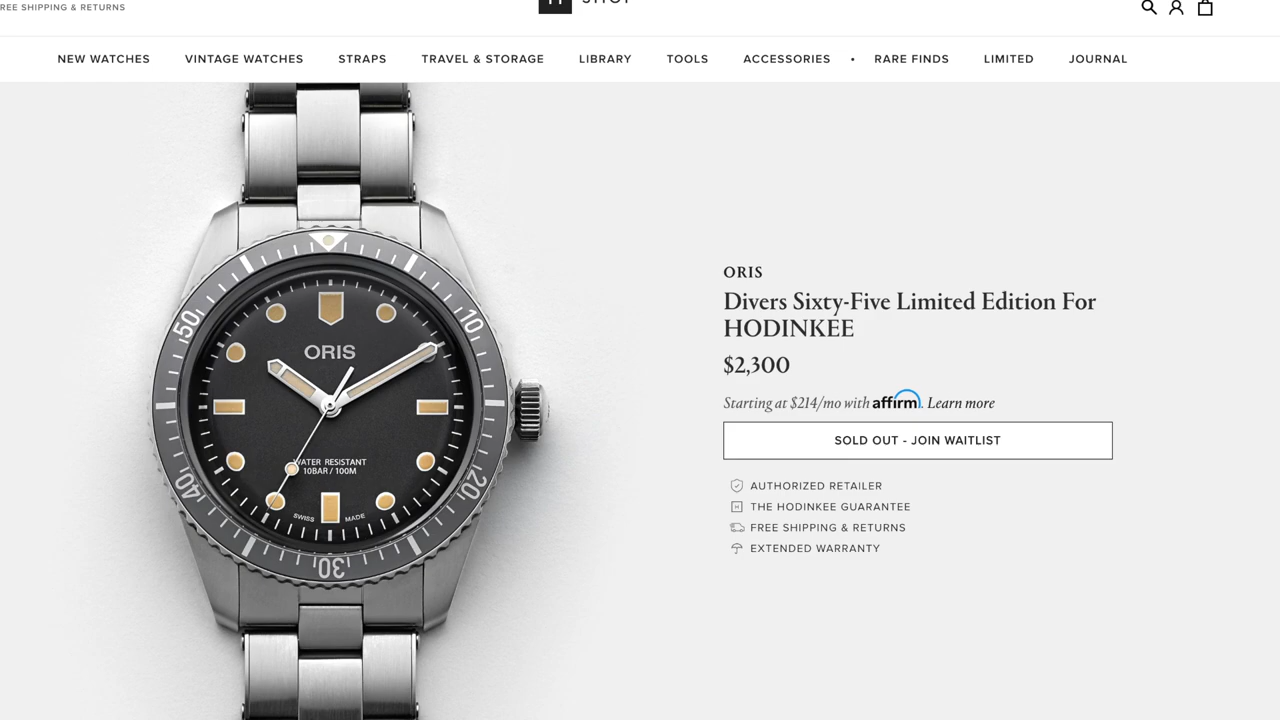 REE SHIPPING & RETURNS
NEW WATCHES VINTAGE WATCHES STRAPS TRAVEL & STORAGE LIBRARY TOOLS ACCESSORIES • RARE FINDS LIMITED JOURNAL
50
10
ORIS
WATER RESISTANT
10BAR / 100M
40
20
SWISS MADE
30
ORIS
Divers Sixty-Five Limited Edition For
HODINKEE
$2,300
Starting at $214/mo with affirm. Learn more
SOLD OUT - JOIN WAITLIST
AUTHORIZED RETAILER
H THE HODINKEE GUARANTEE
FREE SHIPPING & RETURNS
EXTENDED WARRANTY